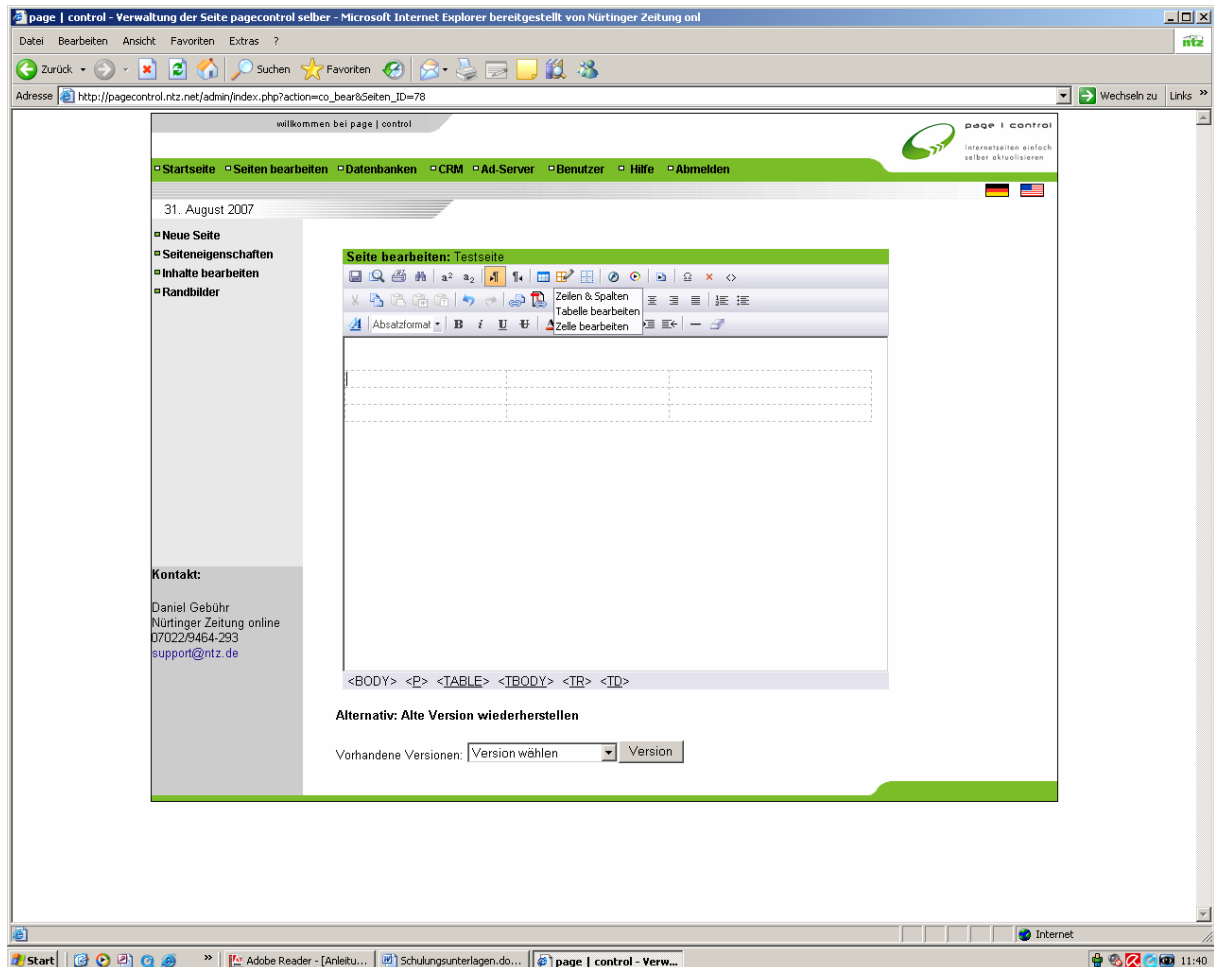 page | control - Verwaltung der Seite pagecontrol selber - Microsoft Internet Explorer bereitgestellt von Nürtinger Zeitung onl
Datei Bearbeiten Ansicht Favoriten Extras ?
ntz
Zurück Suchen Favoriten
Adresse http://pagecontrol.ntz.net/admin/index.php?action=co_bear&Seiten_ID=78 Wechseln zu Links »
willkommen bei page | control
page | control
Internetseiten einfach
selber aktualisieren
Startseite Seiten bearbeiten Datenbanken CRM Ad-Server Benutzer Hilfe Abmelden
31. August 2007
Neue Seite
Seiteneigenschaften
Inhalte bearbeiten
Randbilder
Seite bearbeiten: Testseite
Zeilen & Spalten
Tabelle bearbeiten
Zelle bearbeiten
Absatzformat B i U
<BODY> <P> <TABLE> <TBODY> <TR> <TD>
Kontakt:
Daniel Gebühr
Nürtinger Zeitung online
07022/9464-293
support@ntz.de
Alternativ: Alte Version wiederherstellen
Vorhandene Versionen: Version wählen Version
Internet
Start » Adobe Reader - [Anleitu... Schulungsunterlagen.do... page | control - Verw... 11:40